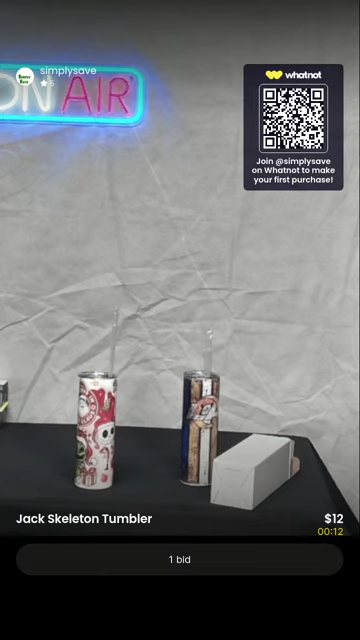 simplysave
5
ON AIR
whatnot
Join @simplysave
on Whatnot to make
your first purchase!
Jack Skeleton Tumbler
$12
00:12
1 bid